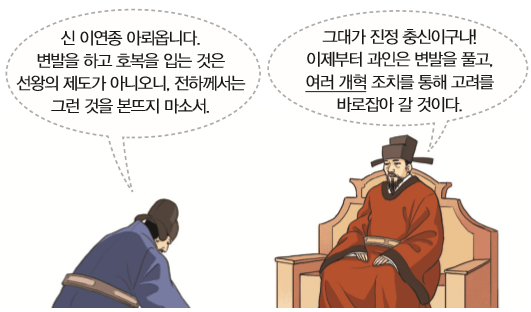 신 이연종 아뢰옵니다.
변발을 하고 호복을 입는 것은
선왕의 제도가 아니오니, 전하께서는
그런 것을 본뜨지 마소서.
그대가 진정 충신이구나!
이제부터 과인은 변발을 풀고,
여러 개혁 조치를 통해 고려를
바로잡아 갈 것이다.